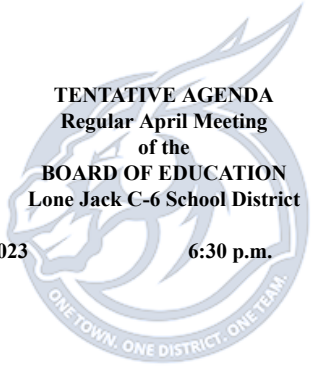 TENTATIVE AGENDA
Regular April Meeting
of the
BOARD OF EDUCATION
Lone Jack C-6 School District
023 6:30 p.m.
ONE TOWN. ONE DISTRICT. ONE TEAM.